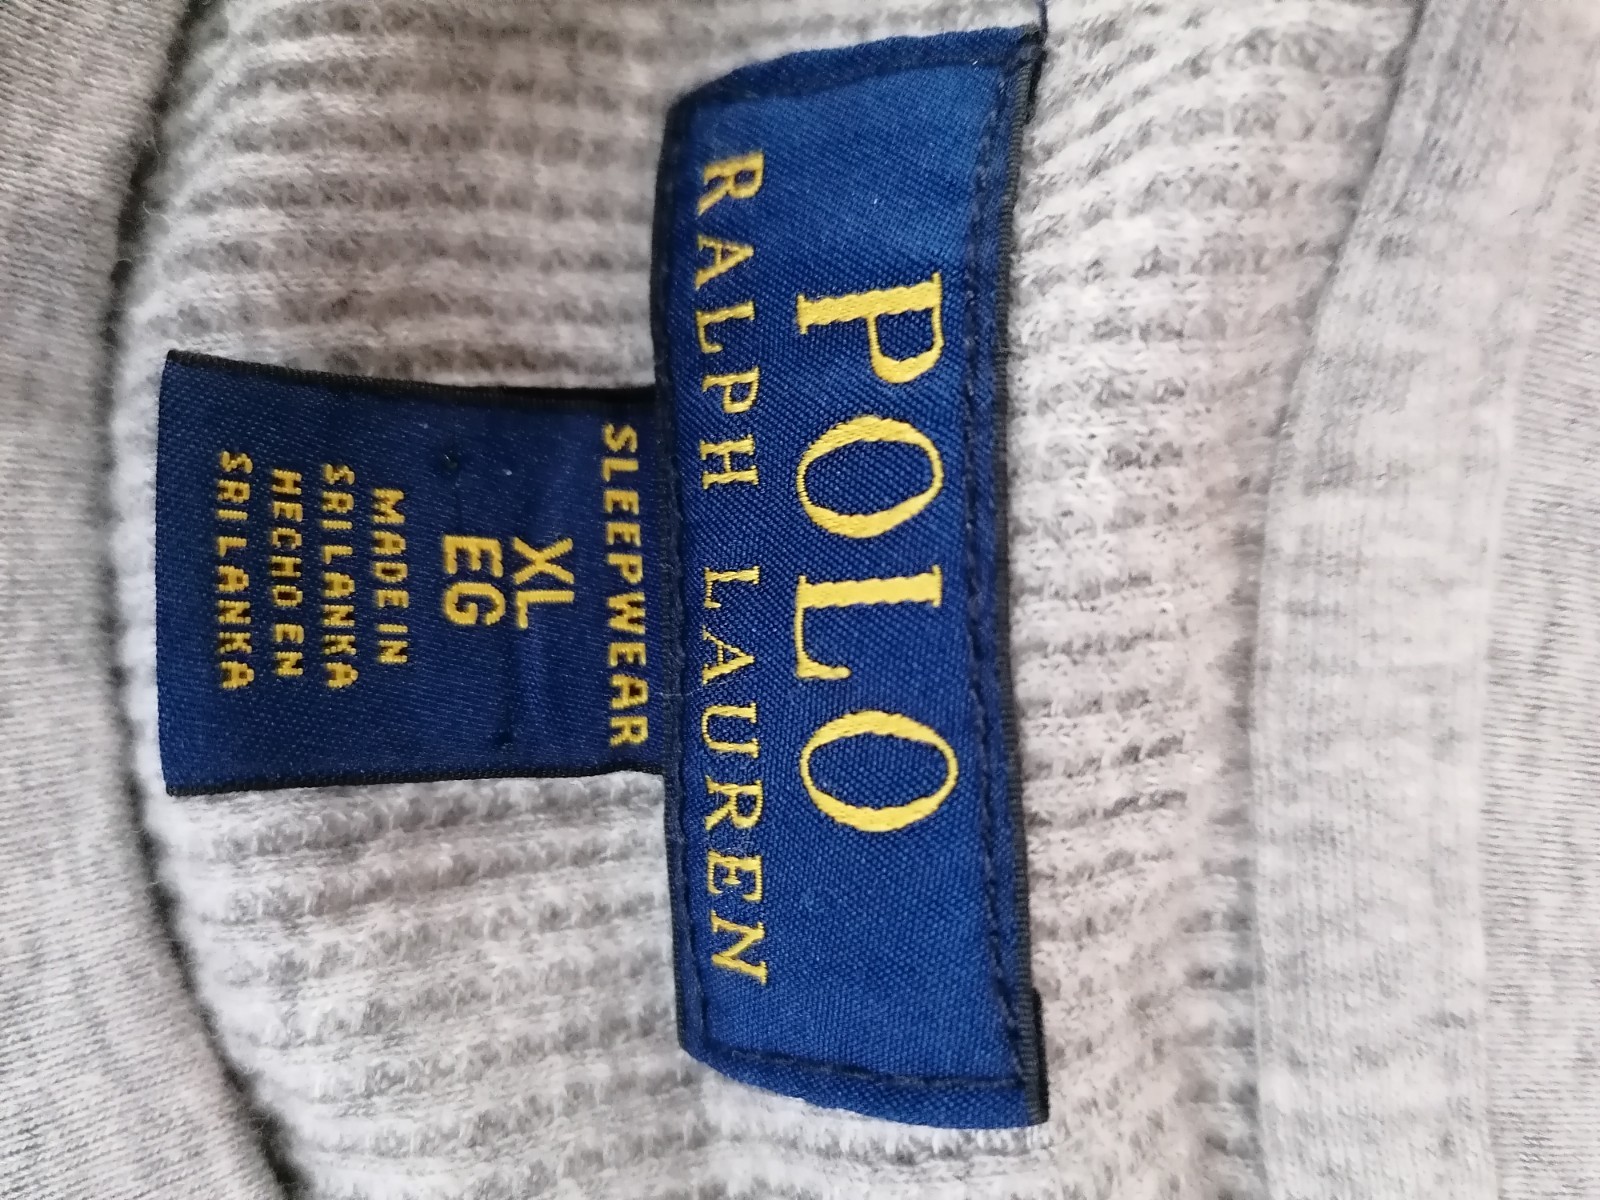 POLO
RALPH LAUREN
SLEEPWEAR
XL
EG
MADE IN
SRI LANKA
HECHO EN
SRI LANKA